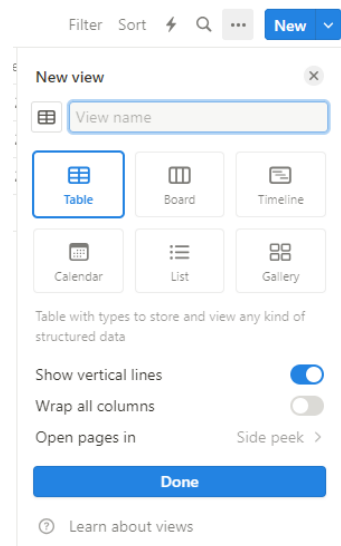 Filter Sort New
New view
View name
Table Board Timeline
Calendar List Gallery
Table with types to store and view any kind of
structured data
Show vertical lines
Wrap all columns
Open pages in Side peek
Done
Learn about views